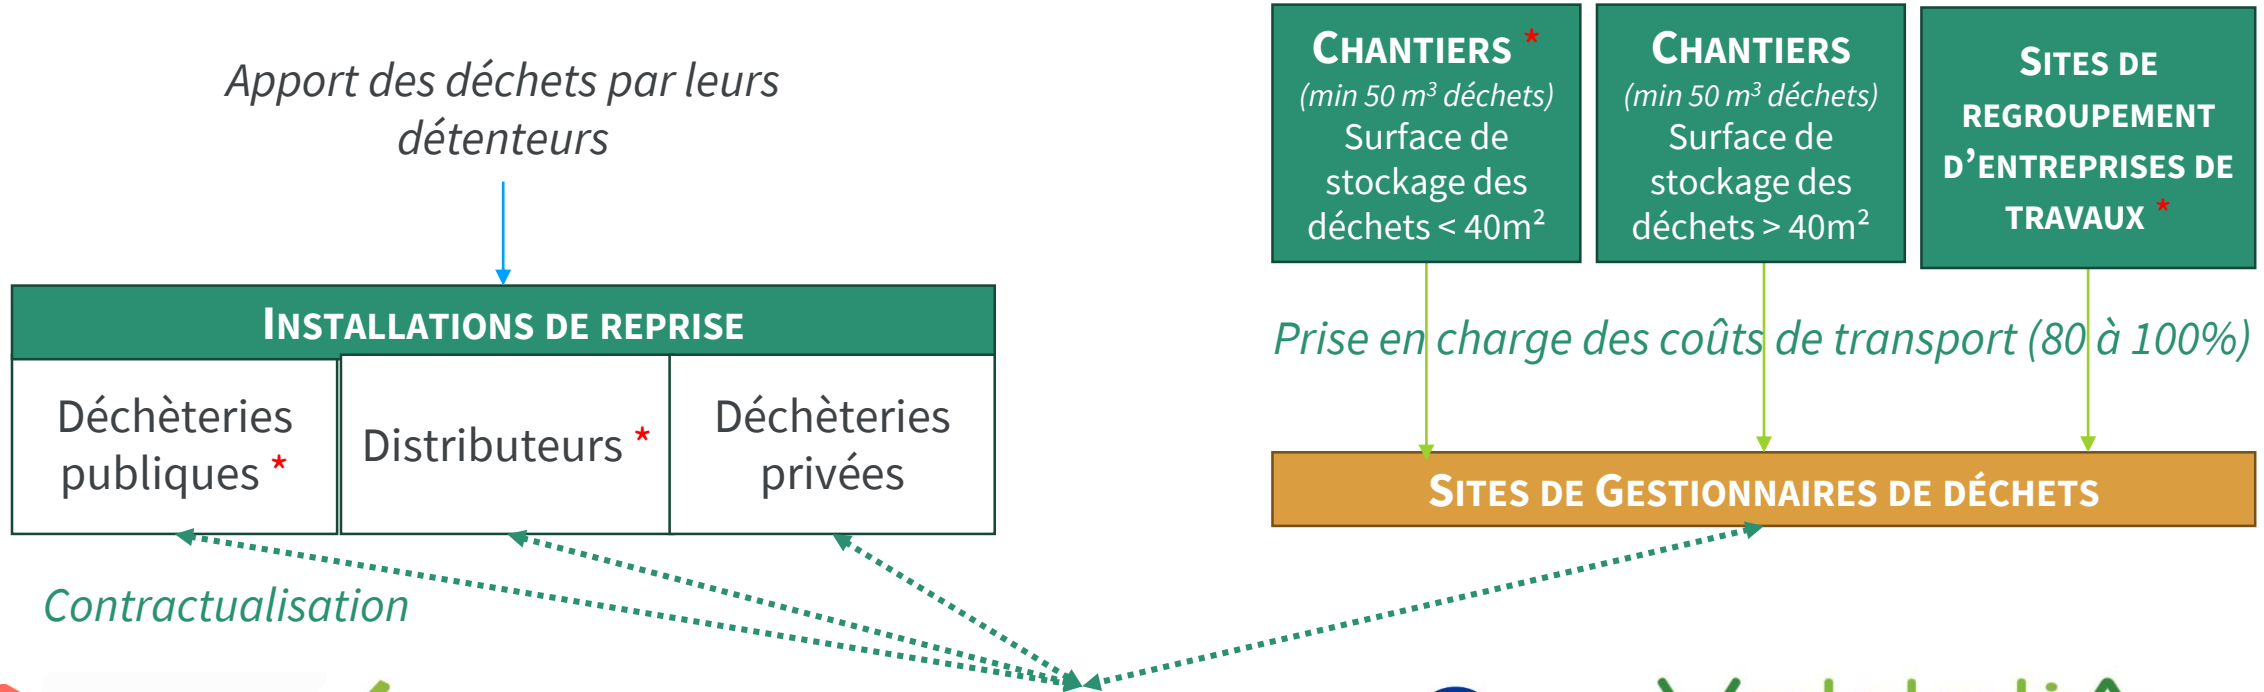 Apport des déchets par leurs
détenteurs
INSTALLATIONS DE REPRISE
Déchèteries
publiques *
Distributeurs *
Déchèteries
privées
Contractualisation
CHANTIERS *
(min 50 m³ déchets)
Surface de
stockage des
déchets < 40m²
CHANTIERS
(min 50 m³ déchets)
Surface de
stockage des
déchets > 40m²
SITES DE
REGROUPEMENT
D’ENTREPRISES DE
TRAVAUX *
Prise en charge des coûts de transport (80 à 100%)
SITES DE GESTIONNAIRES DE DÉCHETS